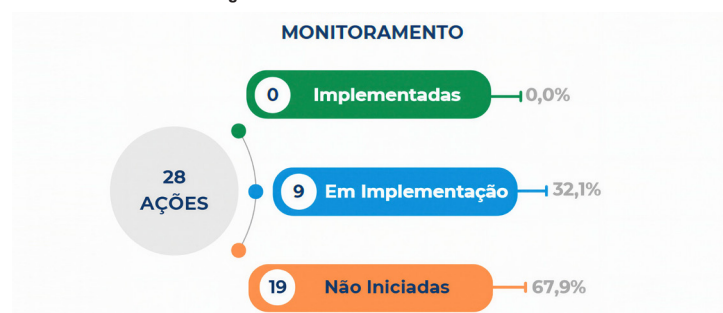 MONITORAMENTO
0 Implementadas 0,0%
28
AÇÕES
9 Em Implementação 32,1%
19 Não Iniciadas 67,9%